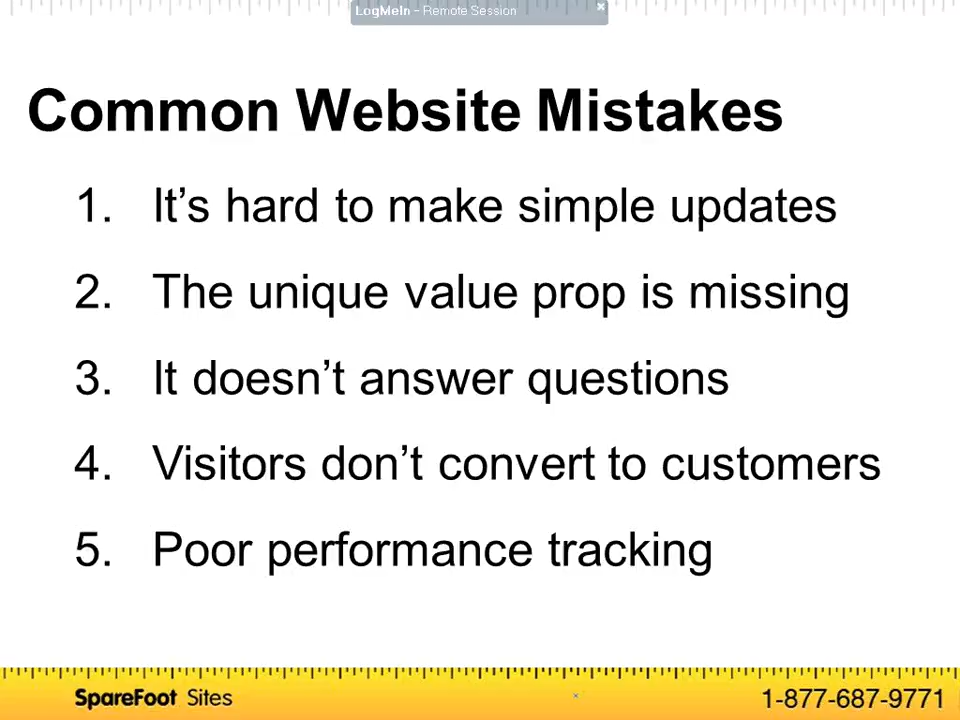 LogMeIn - Remote Session
Common Website Mistakes
1. It’s hard to make simple updates
2. The unique value prop is missing
3. It doesn’t answer questions
4. Visitors don’t convert to customers
5. Poor performance tracking
SpareFoot Sites
1-877-687-9771